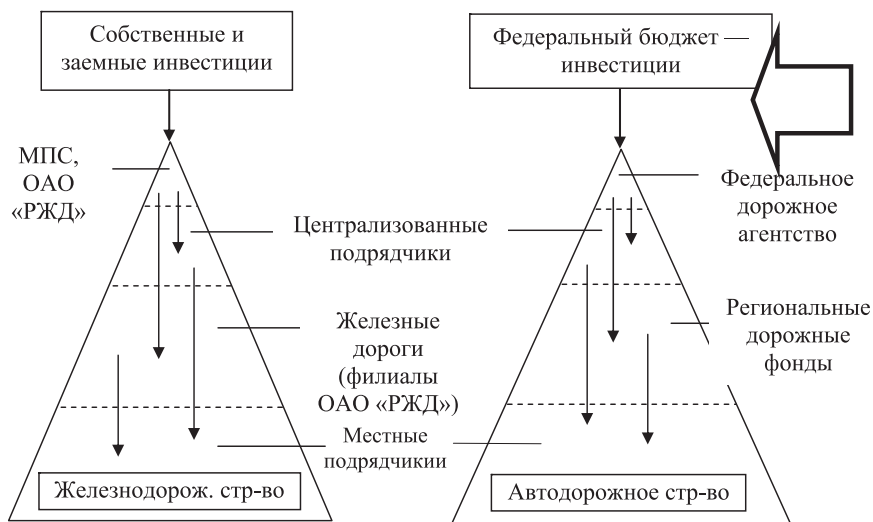 Собственные и
заемные инвестиции
Федеральный бюджет —
инвестиции
МПС,
ОАО
«РЖД»
Федеральное
дорожное
агентство
Централизованные
подрядчики
Железные
дороги
(филиалы
ОАО «РЖД»)
Региональные
дорожные
фонды
Местные
подрядчикии
Железнодорож. стр-во
Автодорожное стр-во